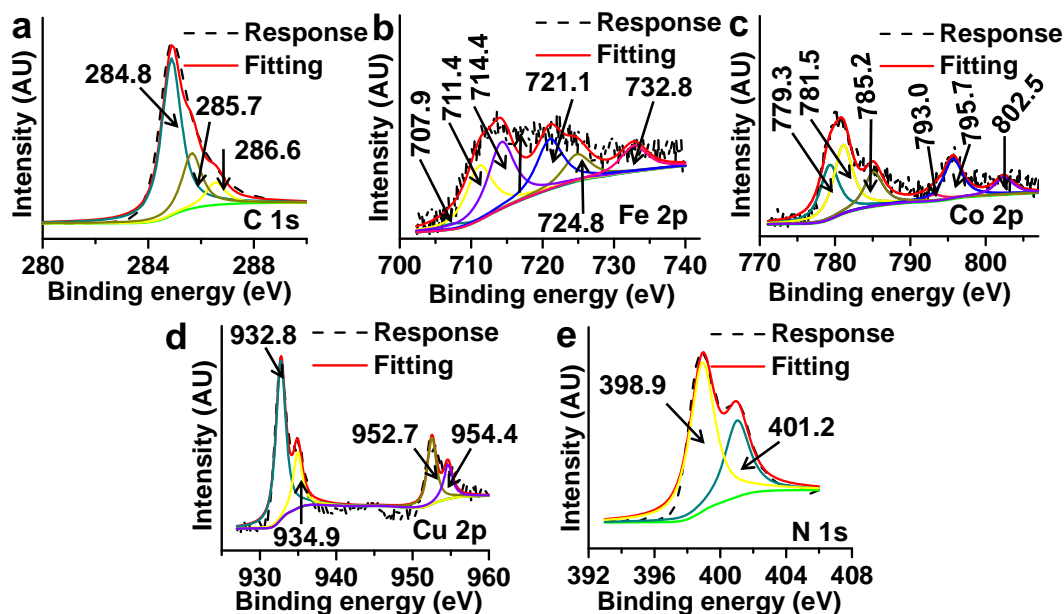 a
Response
Fitting
284.8
285.7
286.6
C 1s
Intensity (AU)
280 284 288
Binding energy (eV)
b
Response
Fitting
707.9
711.4
714.4
721.1
732.8
724.8
Fe 2p
Intensity (AU)
700 710 720 730 740
Binding energy (eV)
c
Response
Fitting
779.3
781.5
785.2
793.0
795.7
802.5
Co 2p
Intensity (AU)
770 780 790 800
Binding energy (eV)
d
Response
Fitting
932.8
934.9
952.7
954.4
Cu 2p
Intensity (AU)
930 940 950 960
Binding energy (eV)
e
Response
Fitting
398.9
401.2
N 1s
Intensity (AU)
392 396 400 404 408
Binding energy (eV)